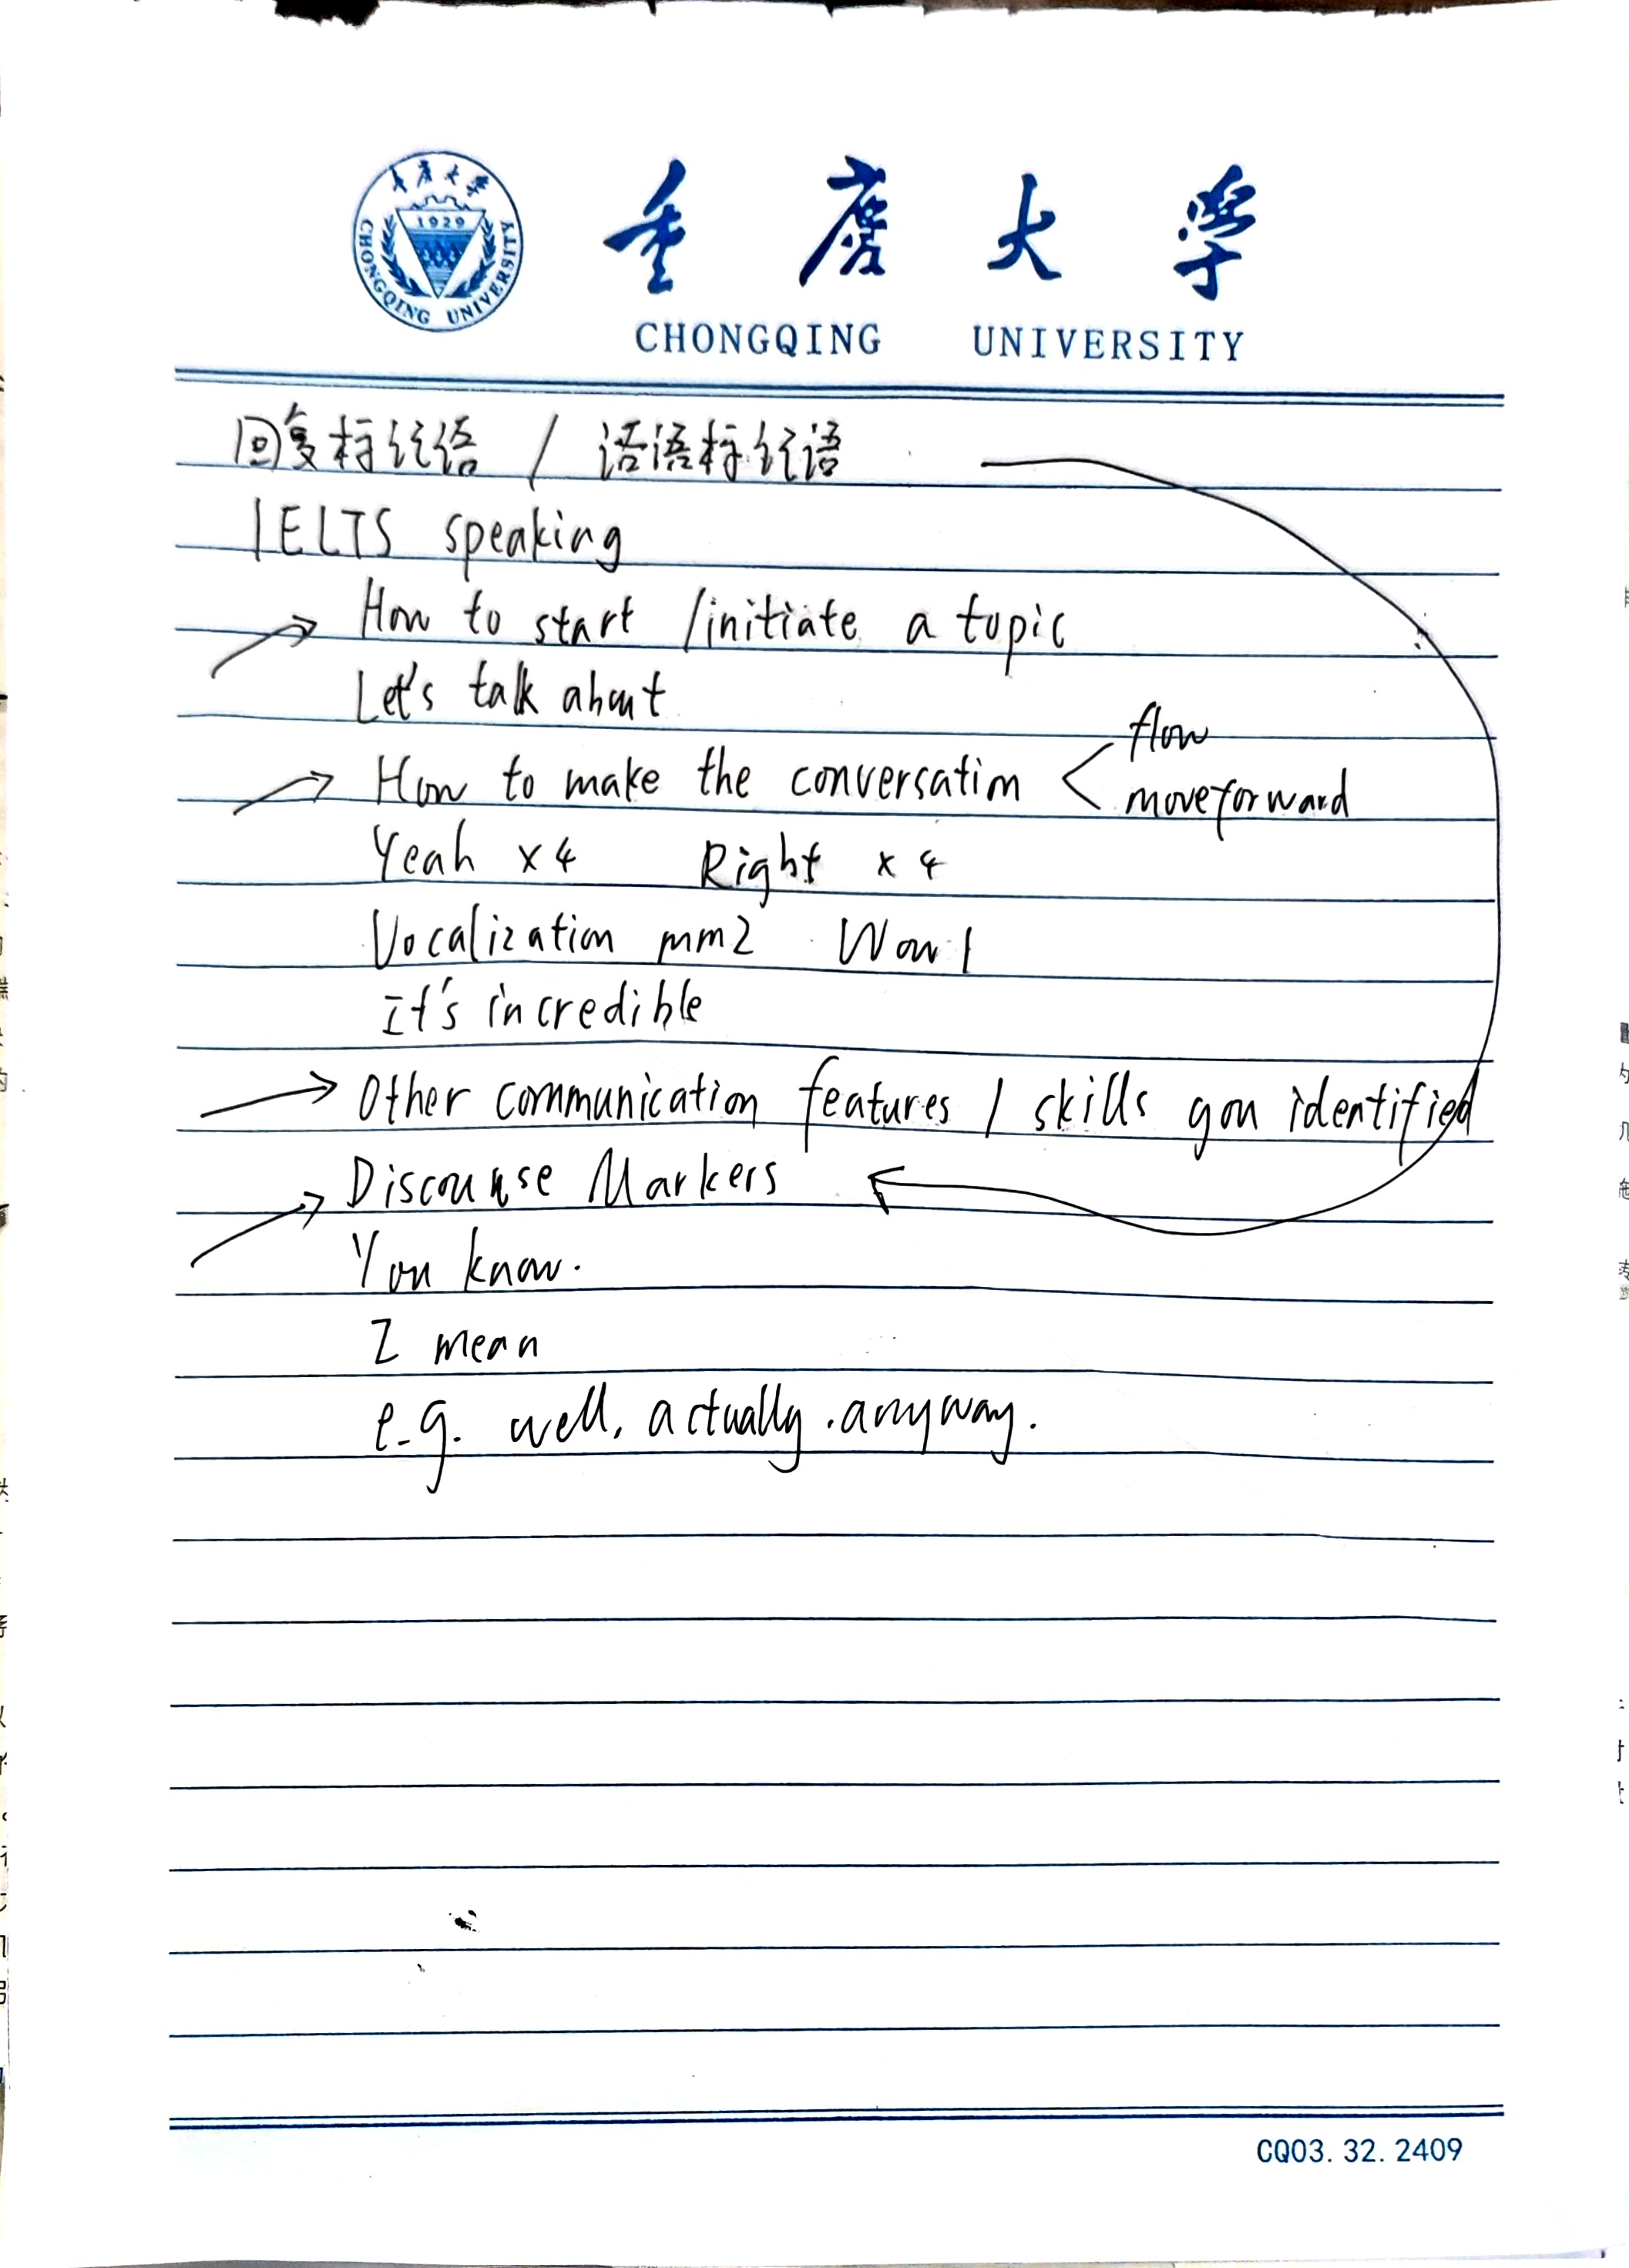 重庆大学
1929
CHONGQING UNIVERSITY
重庆大学
CHONGQING UNIVERSITY
回复标记语 / 话语标记语
IELTS speaking
How to start /initiate a topic
Let's talk about
How to make the conversation < flow
moveforward
Yeah x4 Right x4
Vocalization mm2 Wow 1
it's incredible
Other communication features / skills you identified
Discourse Markers
You know.
I mean
e.g. well, actually. anyway.
CQ03.32.2409